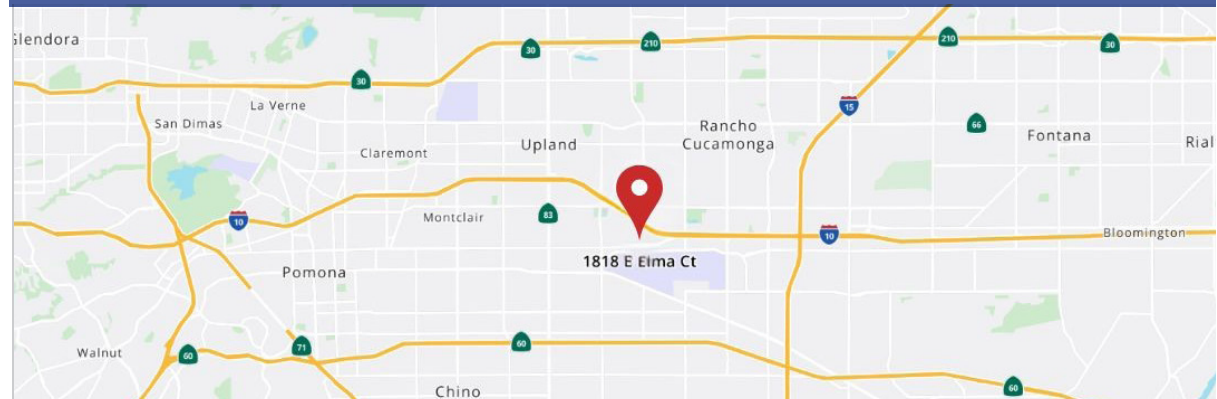 Glendora
30
210
210
30
30
La Verne
15
San Dimas
66
Rancho
Cucamonga
Fontana
Upland
Claremont
Rial
10
Montclair
83
10
Bloomington
1818 E Elma Ct
Pomona
Walnut
60
71
60
60
Chino